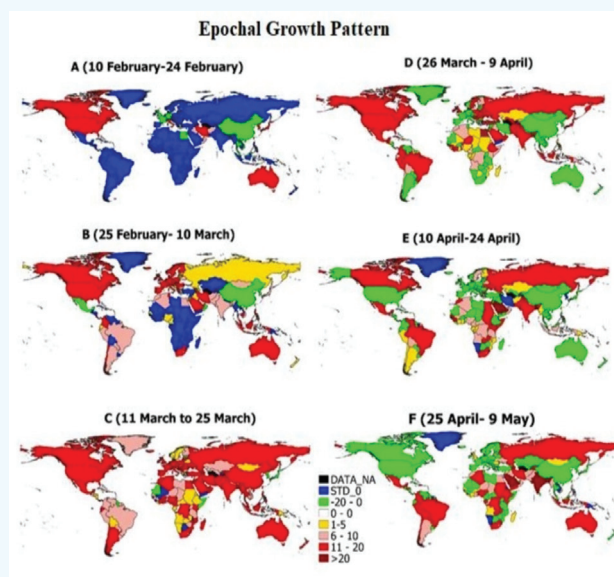 Epochal Growth Pattern
A (10 February-24 February)
D (26 March - 9 April)
B (25 February- 10 March)
E (10 April-24 April)
C (11 March to 25 March)
F (25 April- 9 May)
DATA_NA
STD_0
-20 - 0
0 - 0
1-5
6 - 10
11 - 20
>20